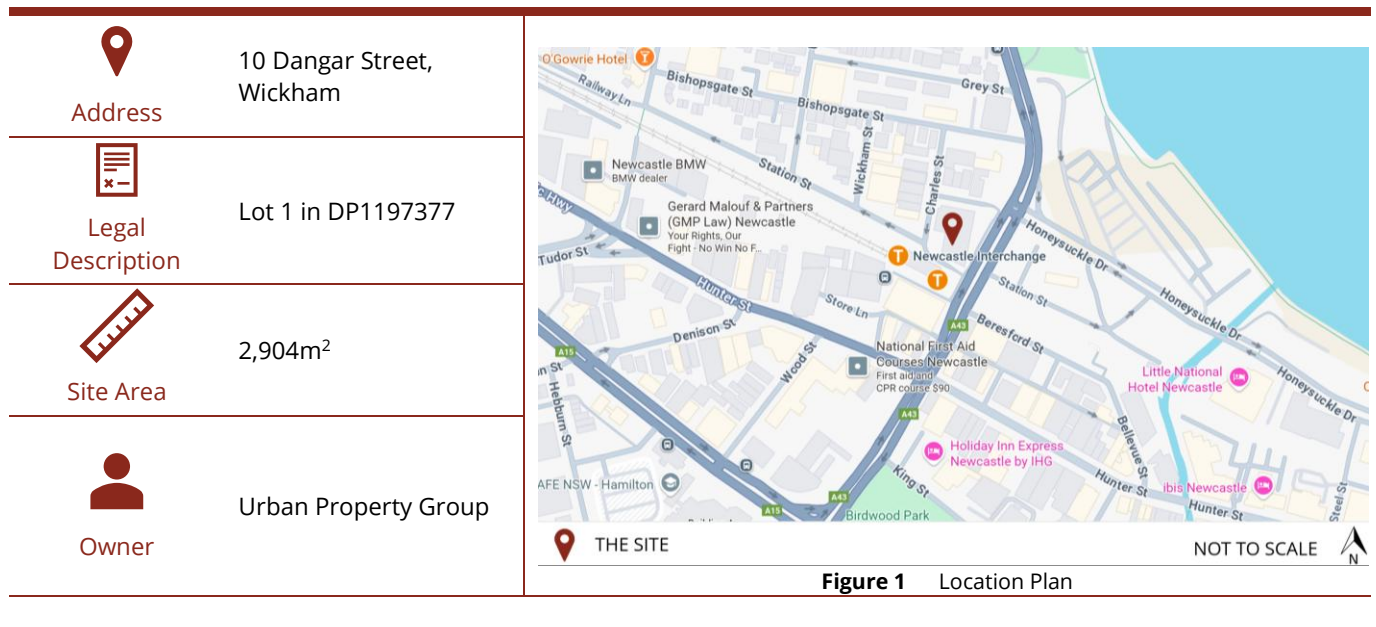 Address
10 Dangar Street,
Wickham
Legal
Description
Lot 1 in DP1197377
Site Area
2,904m²
Owner
Urban Property Group
O'Gowrie Hotel
Railway Ln
Bishopsgate St
Bishopsgate St
Grey St
Wickham St
Charles St
Station St
Newcastle BMW
BMW dealer
Gerard Malouf & Partners
(GMP Law) Newcastle
Your Rights, Our
Fight - No Win No F...
c Hwy
Tudor St
T
Newcastle Interchange
T
Honeysuckle Dr
Station St
Honeysuckle Dr
Honeysuckle Dr
Hunter St
Store Ln
Denison St
Wood St
A43
Beresford St
National First Aid
Courses Newcastle
First aid and
CPR course $90
A15
n St
Hebburn St
Little National
Hotel Newcastle
A43
Bellevue St
Holiday Inn Express
Newcastle by IHG
King St
Hunter St
ibis Newcastle
Hunter St
Steel St
AFE NSW - Hamilton
A43
A15
Birdwood Park
THE SITE
NOT TO SCALE
N
Figure 1 Location Plan